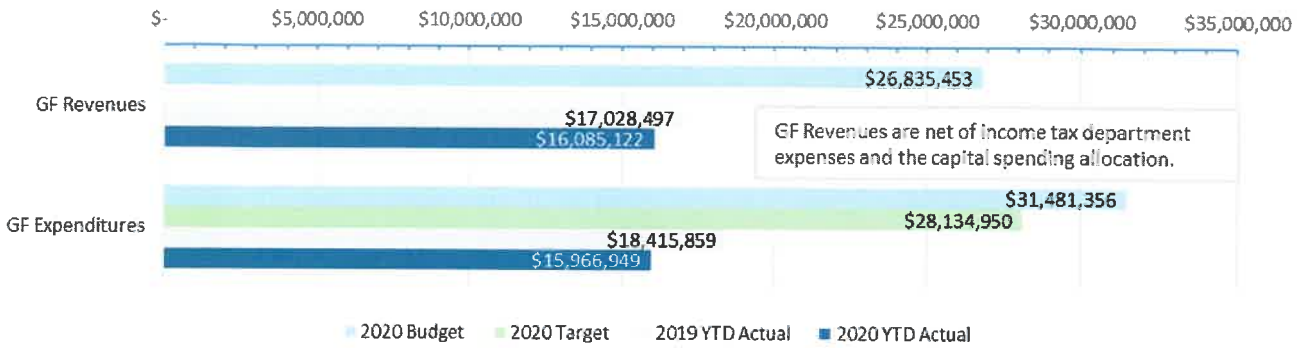 $- $5,000,000 $10,000,000 $15,000,000 $20,000,000 $25,000,000 $30,000,000 $35,000,000
$26,835,453
GF Revenues
$17,028,497
$16,085,122
GF Revenues are net of income tax department
expenses and the capital spending allocation.
$31,481,356
$28,134,950
GF Expenditures
$18,415,859
$15,966,949
2020 Budget 2020 Target 2019 YTD Actual 2020 YTD Actual